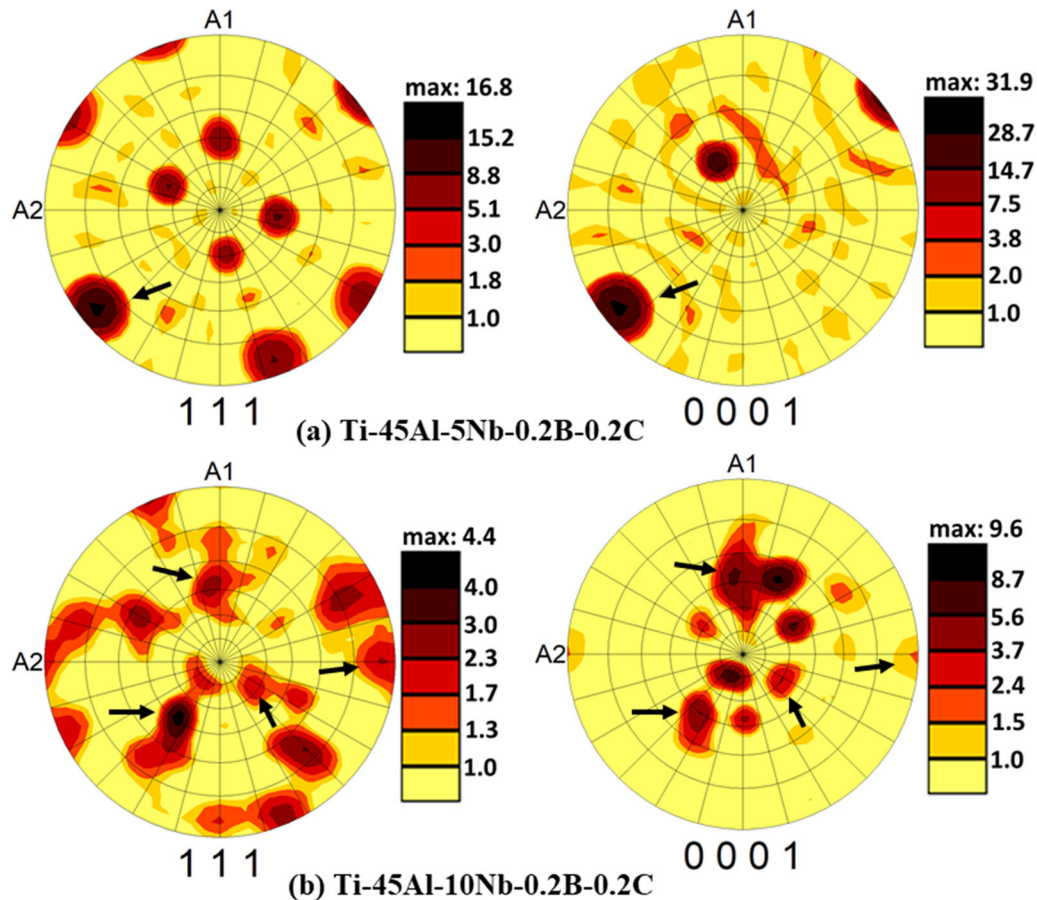 A1
A2
max: 16.8
15.2
8.8
5.1
3.0
1.8
1.0
1 1 1
A1
A2
max: 31.9
28.7
14.7
7.5
3.8
2.0
1.0
0 0 0 1
(a) Ti-45Al-5Nb-0.2B-0.2C
A1
A2
max: 4.4
4.0
3.0
2.3
1.7
1.3
1.0
1 1 1
A1
A2
max: 9.6
8.7
5.6
3.7
2.4
1.5
1.0
0 0 0 1
(b) Ti-45Al-10Nb-0.2B-0.2C